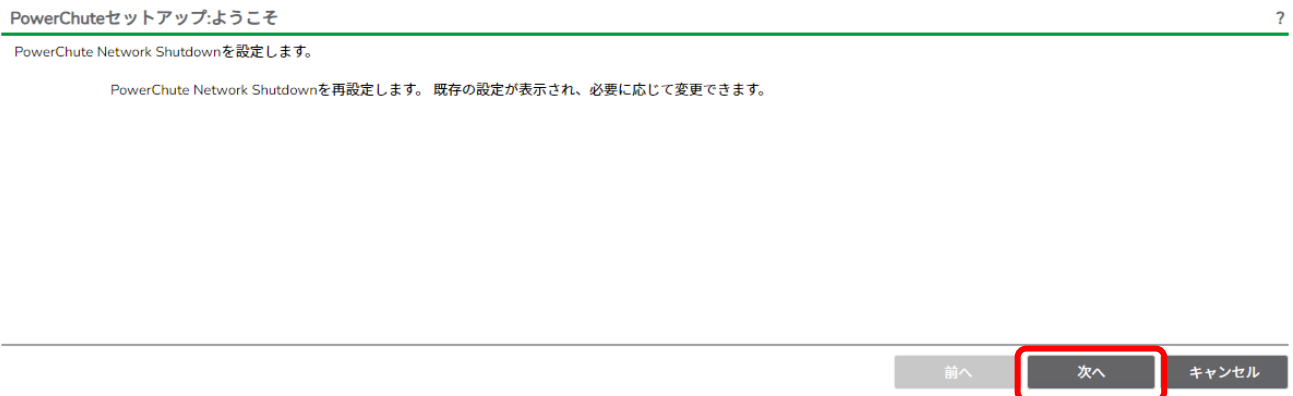 PowerChuteセットアップ:ようこそ ?
PowerChute Network Shutdownを設定します。
PowerChute Network Shutdownを再設定します。 既存の設定が表示され、必要に応じて変更できます。
前へ 次へ キャンセル